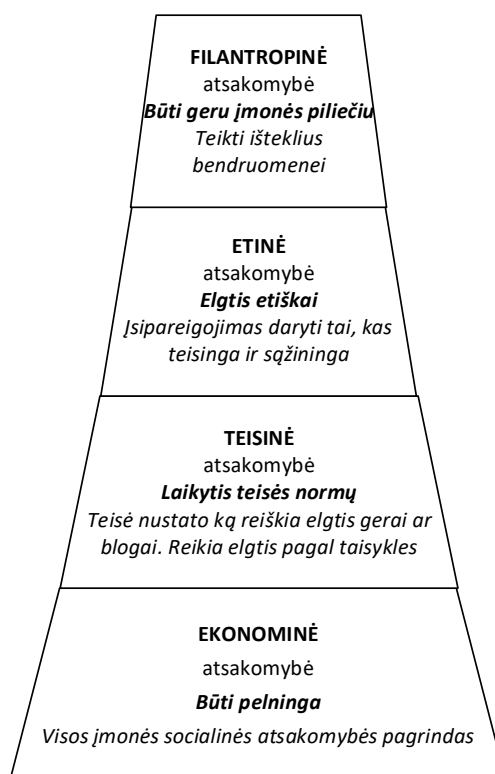 FILANTROPINĖ
atsakomybė
Būti geru įmonės piliečiu
Teikti išteklius
bendruomenei
ETINĖ
atsakomybė
Elgtis etiškai
Įsipareigojimas daryti tai, kas
teisinga ir sąžininga
TEISINĖ
atsakomybė
Laikytis teisės normų
Teisė nustato ką reiškia elgtis gerai ar
blogai. Reikia elgtis pagal taisykles
EKONOMINĖ
atsakomybė
Būti pelninga
Visos įmonės socialinės atsakomybės pagrindas